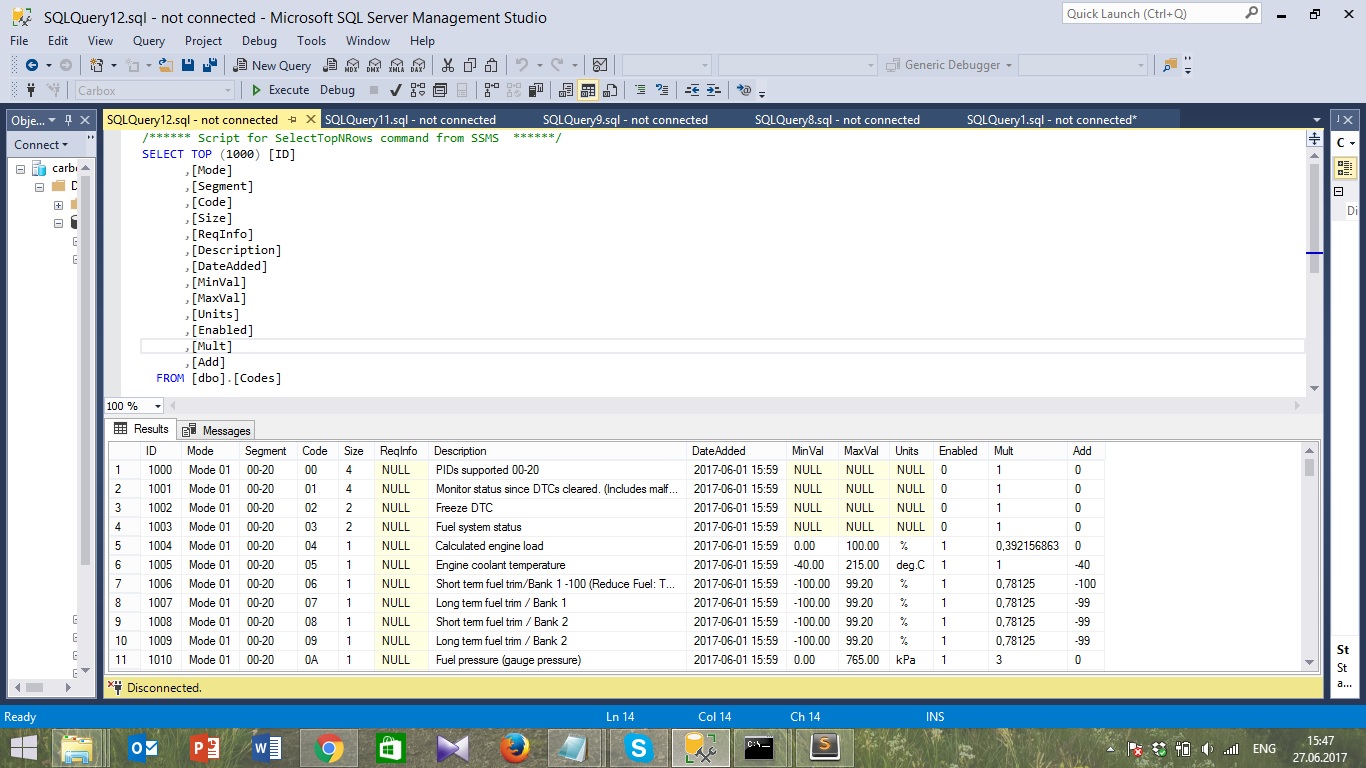 SQLQuery12.sql - not connected - Microsoft SQL Server Management Studio
Quick Launch (Ctrl+Q)
File Edit View Query Project Debug Tools Window Help
New Query MDX DMX XMLA DAX Generic Debugger
Carbox Execute Debug
Obje... SQLQuery12.sql - not connected SQLQuery11.sql - not connected SQLQuery9.sql - not connected SQLQuery8.sql - not connected SQLQuery1.sql - not connected*
Connect
C
/****** Script for SelectTopNRows command from SSMS ******/
SELECT TOP (1000) [ID]
,[Mode]
,[Segment]
,[Code]
,[Size]
,[ReqInfo]
,[Description]
,[DateAdded]
,[MinVal]
,[MaxVal]
,[Units]
,[Enabled]
,[Mult]
,[Add]
FROM [dbo].[Codes]
carb
D
Di
100 %
Results Messages
ID Mode Segment Code Size ReqInfo Description DateAdded MinVal MaxVal Units Enabled Mult Add
1 1000 Mode 01 00-20 00 4 NULL PIDs supported 00-20 2017-06-01 15:59 NULL NULL NULL 0 1 0
2 1001 Mode 01 00-20 01 4 NULL Monitor status since DTCs cleared. (Includes malf... 2017-06-01 15:59 NULL NULL NULL 0 1 0
3 1002 Mode 01 00-20 02 2 NULL Freeze DTC 2017-06-01 15:59 NULL NULL NULL 0 1 0
4 1003 Mode 01 00-20 03 2 NULL Fuel system status 2017-06-01 15:59 NULL NULL NULL 0 1 0
5 1004 Mode 01 00-20 04 1 NULL Calculated engine load 2017-06-01 15:59 0.00 100.00 % 1 0,392156863 0
6 1005 Mode 01 00-20 05 1 NULL Engine coolant temperature 2017-06-01 15:59 -40.00 215.00 deg.C 1 1 -40
7 1006 Mode 01 00-20 06 1 NULL Short term fuel trim/Bank 1 -100 (Reduce Fuel: T... 2017-06-01 15:59 -100.00 99.20 % 1 0,78125 -100
8 1007 Mode 01 00-20 07 1 NULL Long term fuel trim / Bank 1 2017-06-01 15:59 -100.00 99.20 % 1 0,78125 -99
9 1008 Mode 01 00-20 08 1 NULL Short term fuel trim / Bank 2 2017-06-01 15:59 -100.00 99.20 % 1 0,78125 -99
10 1009 Mode 01 00-20 09 1 NULL Long term fuel trim / Bank 2 2017-06-01 15:59 -100.00 99.20 % 1 0,78125 -99
11 1010 Mode 01 00-20 0A 1 NULL Fuel pressure (gauge pressure) 2017-06-01 15:59 0.00 765.00 kPa 1 3 0
St
St
a...
Disconnected.
Ready Ln 14 Col 14 Ch 14 INS
ENG
15:47
27.06.2017